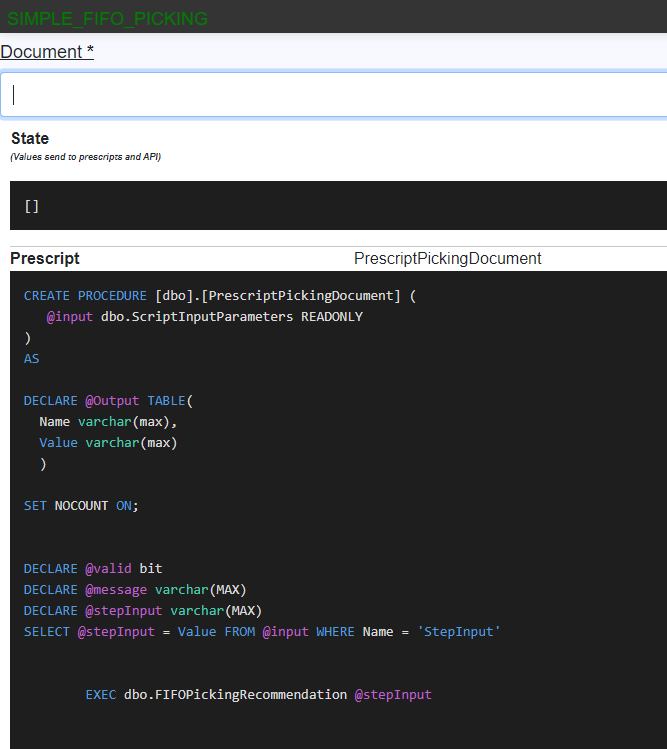 SIMPLE_FIFO_PICKING
Document *
State
(Values send to prescripts and API)
[]
Prescript PrescriptPickingDocument
CREATE PROCEDURE [dbo].[PrescriptPickingDocument] (
@input dbo.ScriptInputParameters READONLY
)
AS
DECLARE @Output TABLE(
Name varchar(max),
Value varchar(max)
)
SET NOCOUNT ON;
DECLARE @valid bit
DECLARE @message varchar(MAX)
DECLARE @stepInput varchar(MAX)
SELECT @stepInput = Value FROM @input WHERE Name = 'StepInput'
EXEC dbo.FIFOPickingRecommendation @stepInput